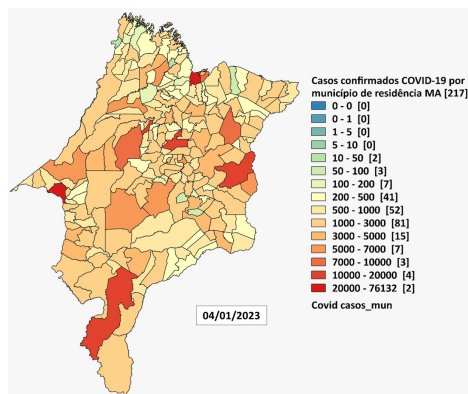 Casos confirmados COVID-19 por
município de residência MA [217]
0 - 0 [0]
0 - 1 [0]
1 - 5 [0]
5 - 10 [0]
10 - 50 [2]
50 - 100 [3]
100 - 200 [7]
200 - 500 [41]
500 - 1000 [52]
1000 - 3000 [81]
3000 - 5000 [15]
5000 - 7000 [7]
7000 - 10000 [3]
10000 - 20000 [4]
20000 - 76132 [2]
Covid casos_mun
04/01/2023